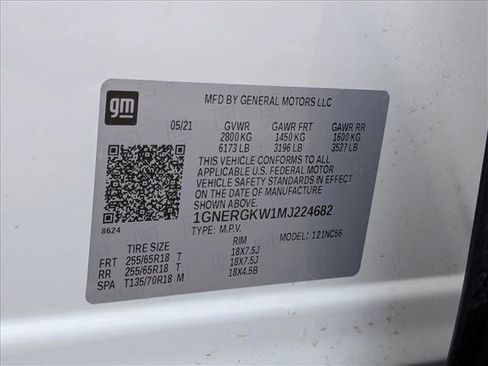 gm
MFD BY GENERAL MOTORS LLC
05/21 GVWR GAWR FRT GAWR RR
2800 KG 1450 KG 1600 KG
6173 LB 3196 LB 3527 LB
THIS VEHICLE CONFORMS TO ALL
APPLICABLE U.S. FEDERAL MOTOR
VEHICLE SAFETY STANDARDS IN EFFECT
ON THE DATE OF MANUFACTURE
SHOWN ABOVE.
1GNERGKW1MJ224682
8624
TYPE: M.P.V. MODEL: 121NC56
TIRE SIZE RIM
FRT 255/65R18 T 18X7.5J
RR 255/65R18 T 18X7.5J
SPA T135/70R18 M 18X4.5B